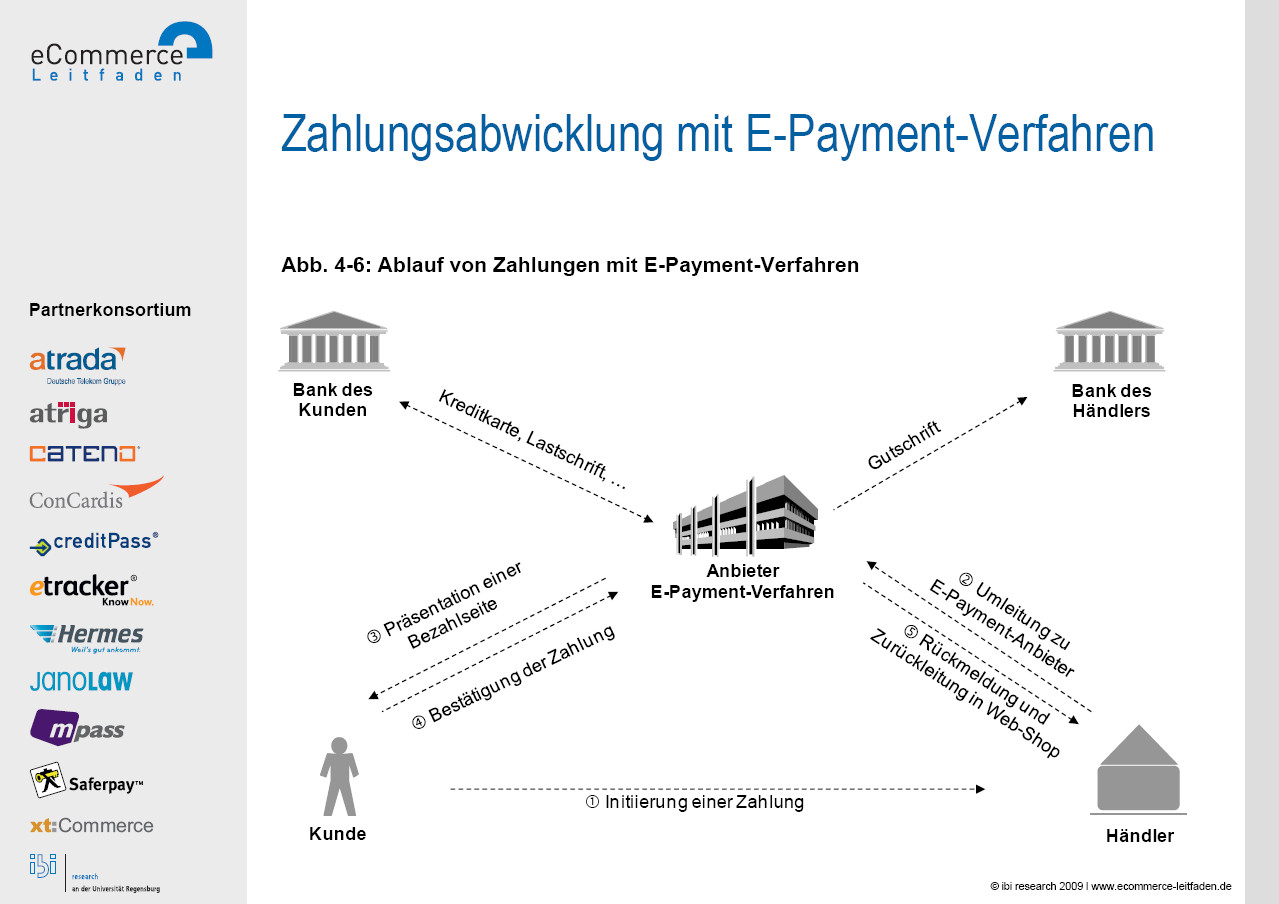 eCommerce
Leitfaden
Zahlungsabwicklung mit E-Payment-Verfahren
Abb. 4-6: Ablauf von Zahlungen mit E-Payment-Verfahren
Partnerkonsortium
atrada
Deutsche Telekom Gruppe
atriga
CATENO®
ConCardis
creditPass®
etracker®
Know Now.
Hermes
Weil's gut ankommt.
JANOLAW
mpass
Saferpay™
xt:Commerce
ibi
research
an der Universität Regensburg
Bank des
Kunden
Bank des
Händlers
Kreditkarte, Lastschrift, ...
Gutschrift
Anbieter
E-Payment-Verfahren
② Umleitung zu
E-Payment-Anbieter
③ Präsentation einer
Bezahlseite
④ Bestätigung der Zahlung
⑤ Rückmeldung und
Zurückleitung in Web-Shop
① Initiierung einer Zahlung
Kunde
Händler
© ibi research 2009 I www.ecommerce-leitfaden.de